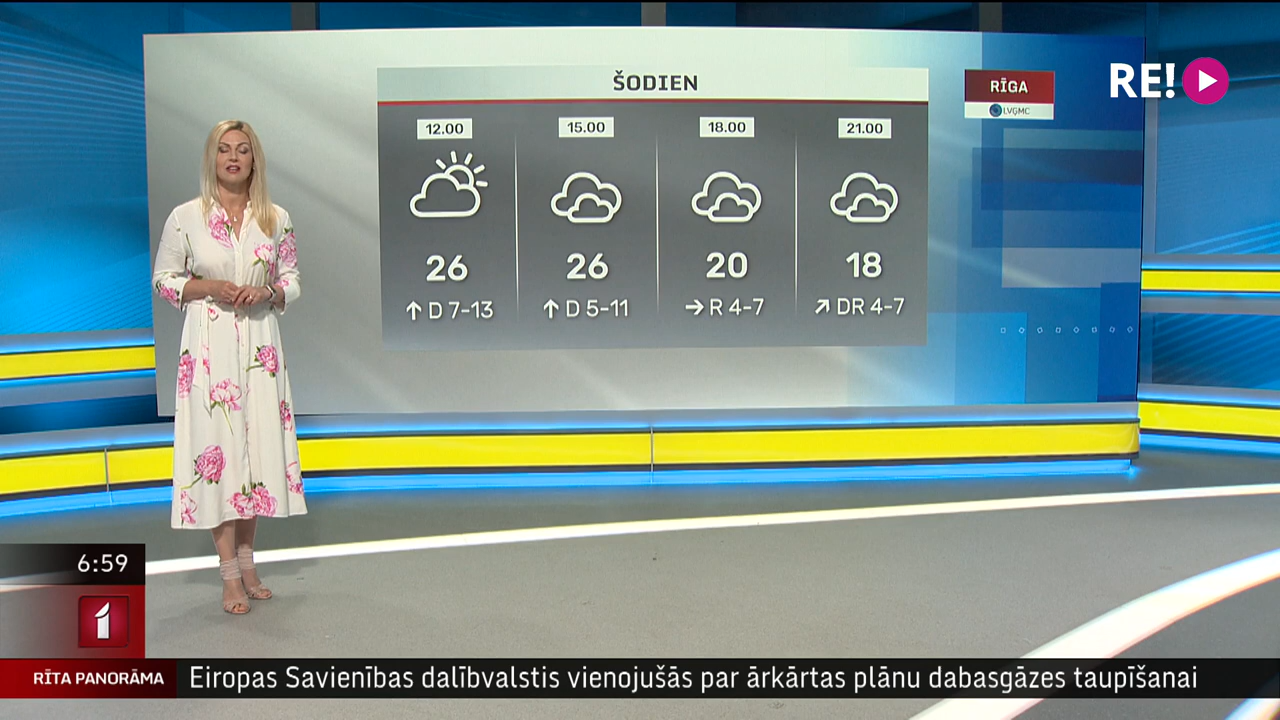 RE!
ŠODIEN
RĪGA
LVĢMC
12.00
15.00
18.00
21.00
26
26
20
18
↑ D 7-13
↑ D 5-11
→ R 4-7
↗ DR 4-7
6:59
1
RĪTA PANORĀMA
Eiropas Savienības dalībvalstis vienojušās par ārkārtas plānu dabasgāzes taupīšanai